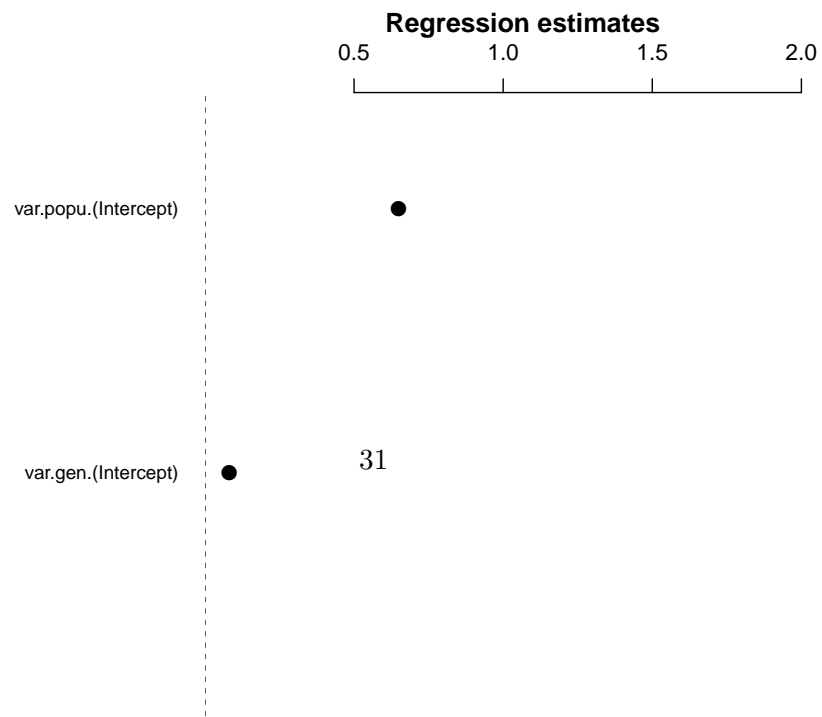 Regression estimates
0.5 1.0 1.5 2.0
var.popu.(Intercept)
31
var.gen.(Intercept)